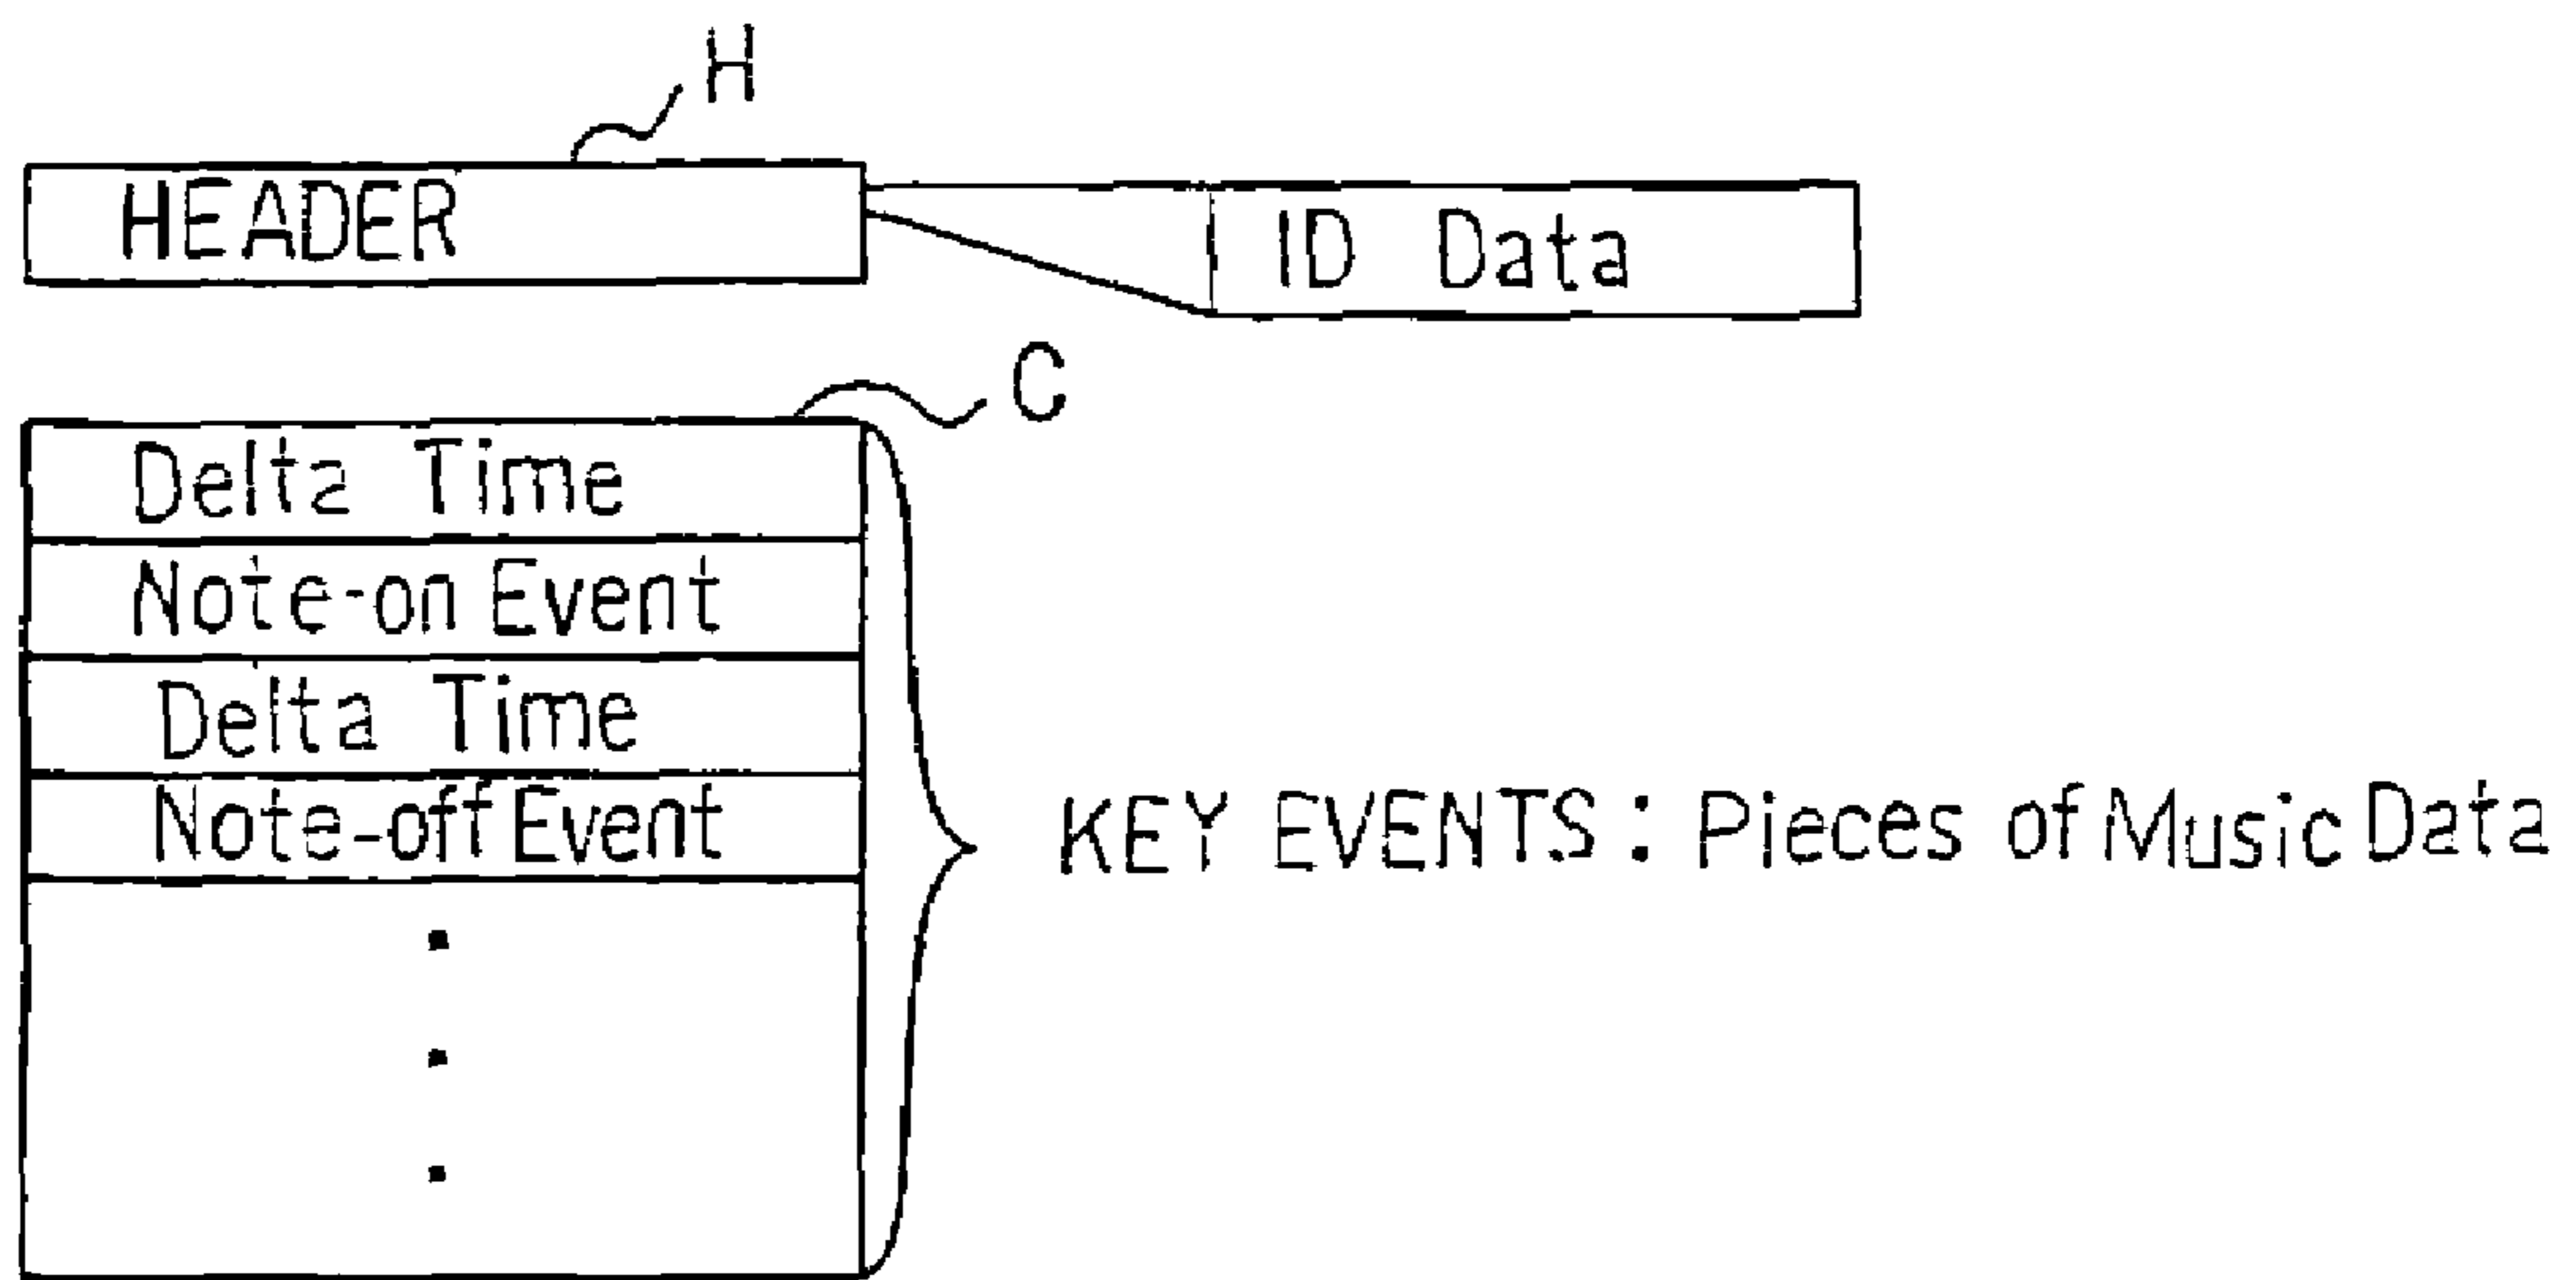 H
HEADER
ID Data
C
Delta Time
Note-on Event
Delta Time
Note-off Event
KEY EVENTS : Pieces of Music Data